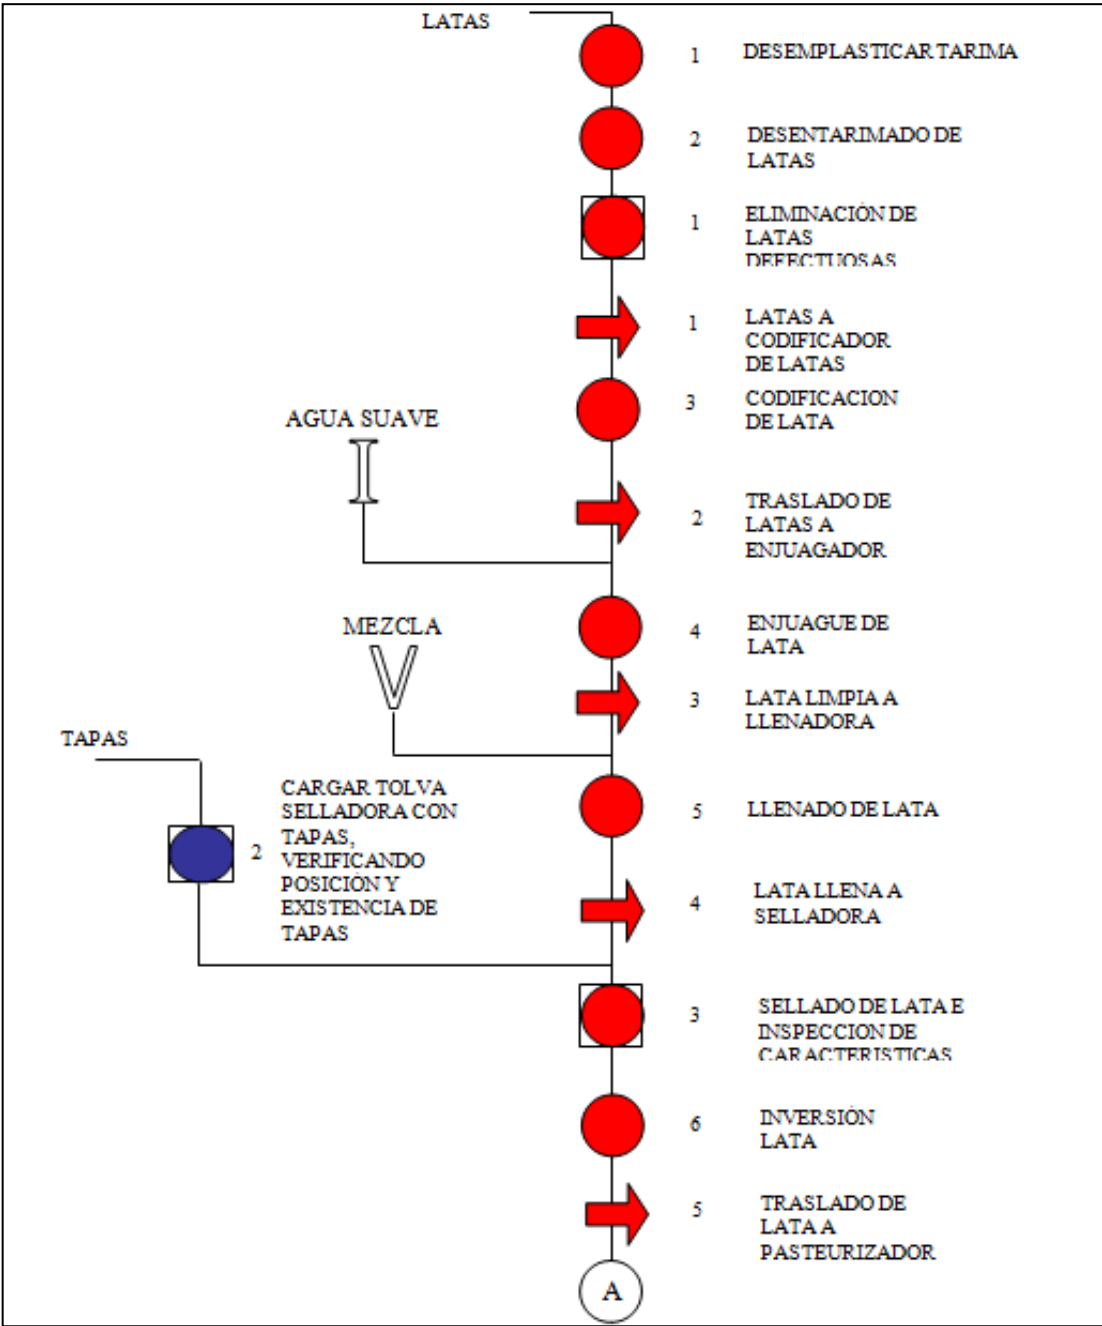 LATAS
1 DESEMPLASTICAR TARIMA
2 DESENTARIMADO DE
LATAS
1 ELIMINACIÓN DE
LATAS
DEFECTUOSAS
1 LATAS A
CODIFICADOR
DE LATAS
3 CODIFICACION
DE LATA
AGUA SUAVE
I
2 TRASLADO DE
LATAS A
ENJUAGADOR
4 ENJUAGUE DE
LATA
MEZCLA
V
3 LATA LIMPIA A
LLENADORA
TAPAS
2 CARGAR TOLVA
SELLADORA CON
TAPAS,
VERIFICANDO
POSICIÓN Y
EXISTENCIA DE
TAPAS
5 LLENADO DE LATA
4 LATA LLENA A
SELLADORA
3 SELLADO DE LATA E
INSPECCION DE
CARACTERISTICAS
6 INVERSIÓN
LATA
5 TRASLADO DE
LATA A
PASTEURIZADOR
A